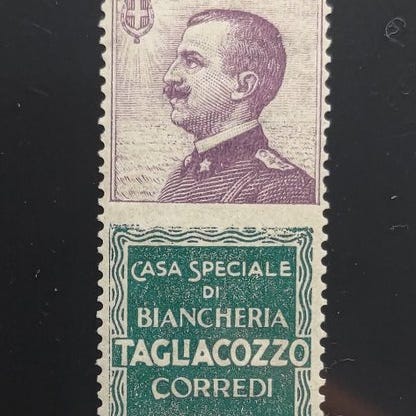 CASA SPECIALE
DI
BIANCHERIA
TAGLIACOZZO
CORREDI